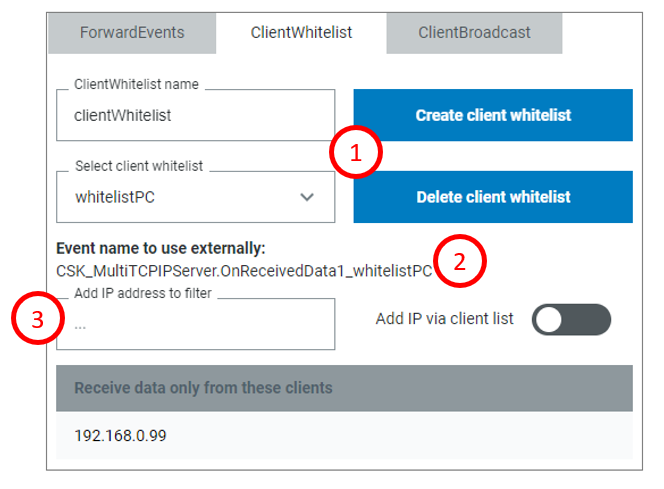 ForwardEvents ClientWhitelist ClientBroadcast
ClientWhitelist name
clientWhitelist Create client whitelist
1
Select client whitelist
whitelistPC Delete client whitelist
Event name to use externally:
2
CSK_MultiTCPIPServer.OnReceivedData1_whitelistPC
Add IP address to filter
3 ... Add IP via client list
Receive data only from these clients
192.168.0.99